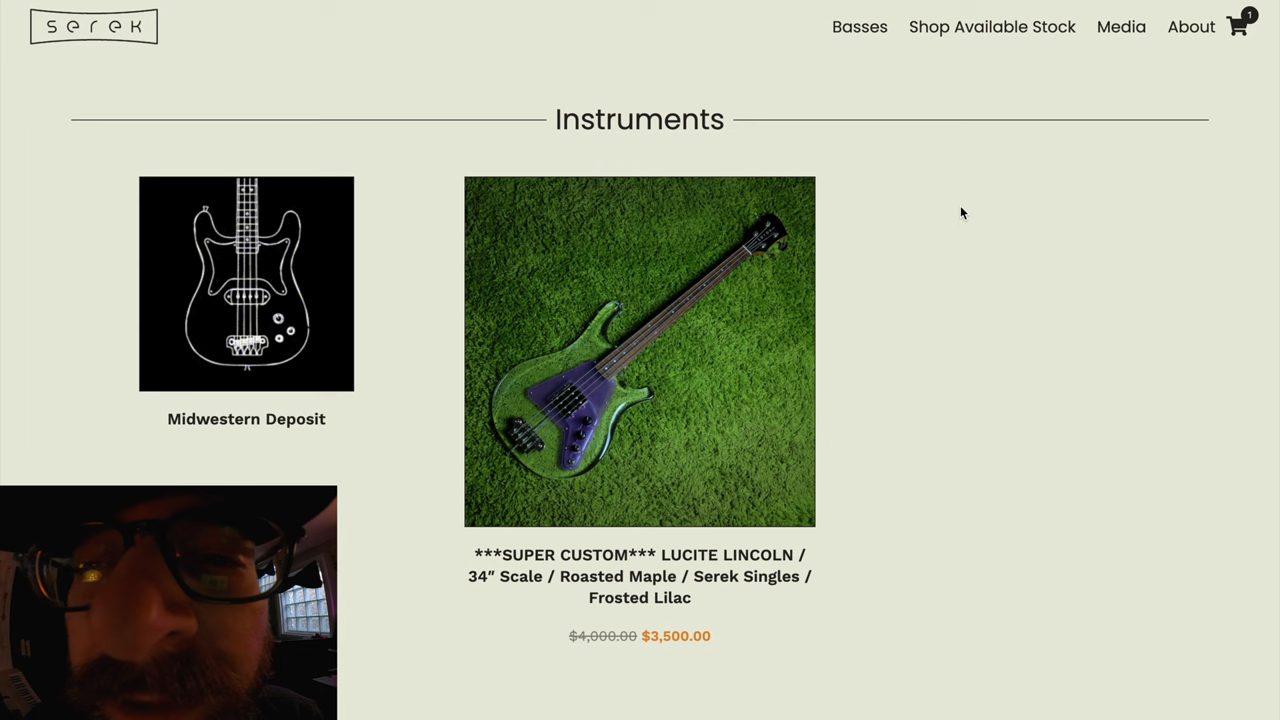 serek
Basses
Shop Available Stock
Media
About
1
Instruments
Midwestern Deposit
***SUPER CUSTOM*** LUCITE LINCOLN /
34″ Scale / Roasted Maple / Serek Singles /
Frosted Lilac
$4,000.00 $3,500.00